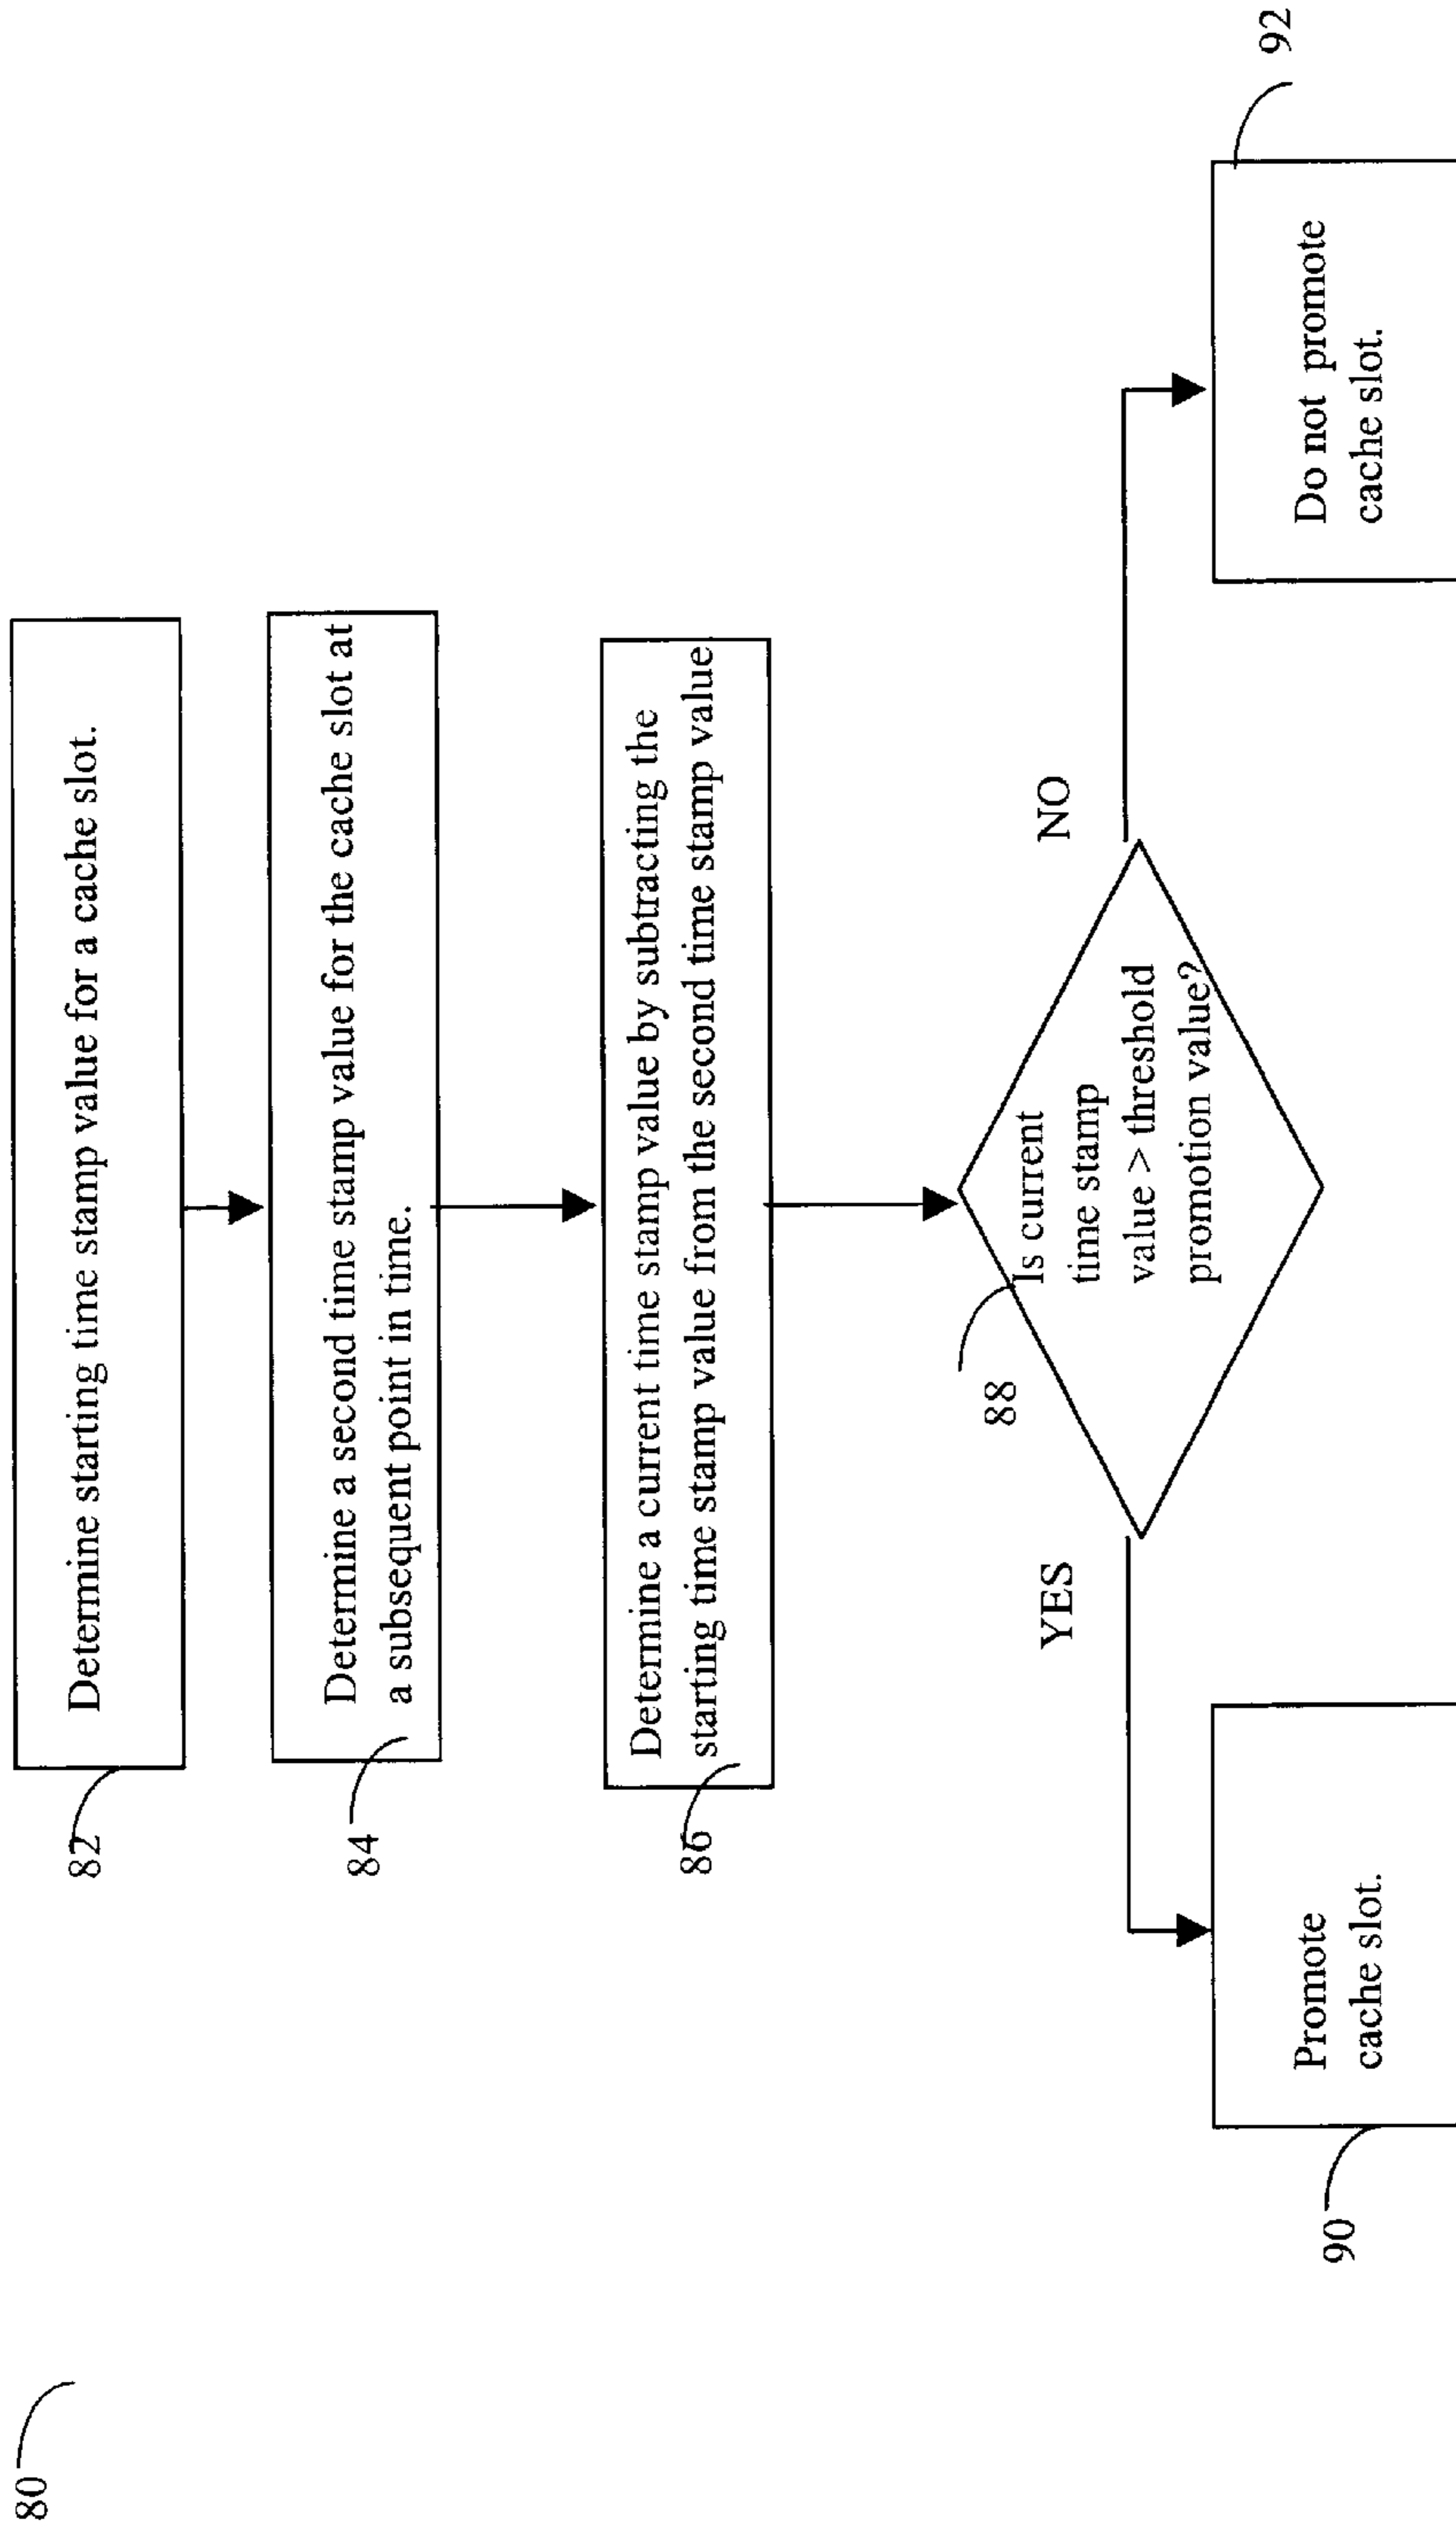 80
82
Determine starting time stamp value for a cache slot.
84
Determine a second time stamp value for the cache slot at
a subsequent point in time.
86
Determine a current time stamp value by subtracting the
starting time stamp value from the second time stamp value
88
Is current
time stamp
value > threshold
promotion value?
YES
NO
90
Promote
cache slot.
92
Do not promote
cache slot.